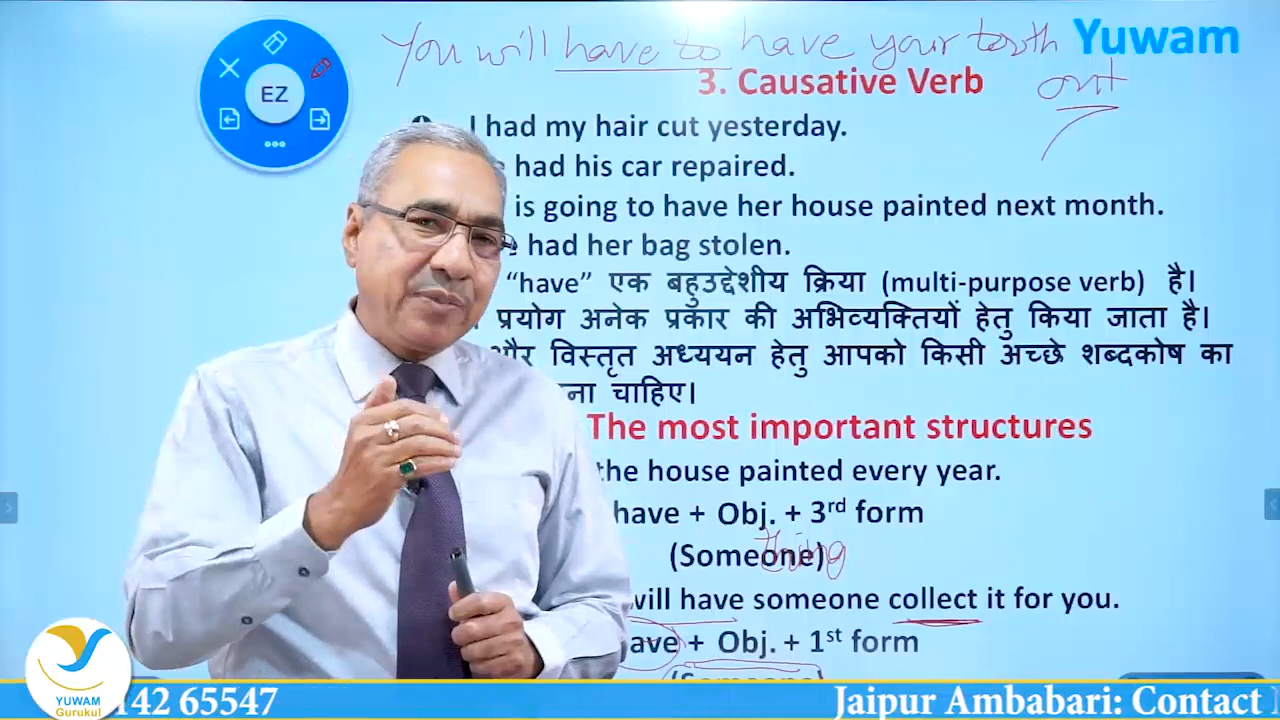 You will have to have your tooth out
Yuwam
EZ
3. Causative Verb
I had my hair cut yesterday.
had his car repaired.
is going to have her house painted next month.
had her bag stolen.
“have” एक बहुउद्देशीय क्रिया (multi-purpose verb) है।
प्रयोग अनेक प्रकार की अभिव्यक्तियों हेतु किया जाता है।
और विस्तृत अध्ययन हेतु आपको किसी अच्छे शब्दकोष का
चाहिए।
The most important structures
the house painted every year.
have + Obj. + 3rd form
(Someone)
thing
will have someone collect it for you.
+ Obj. + 1st form
YUWAM
Gurukul
142 65547
Jaipur Ambabari: Contact